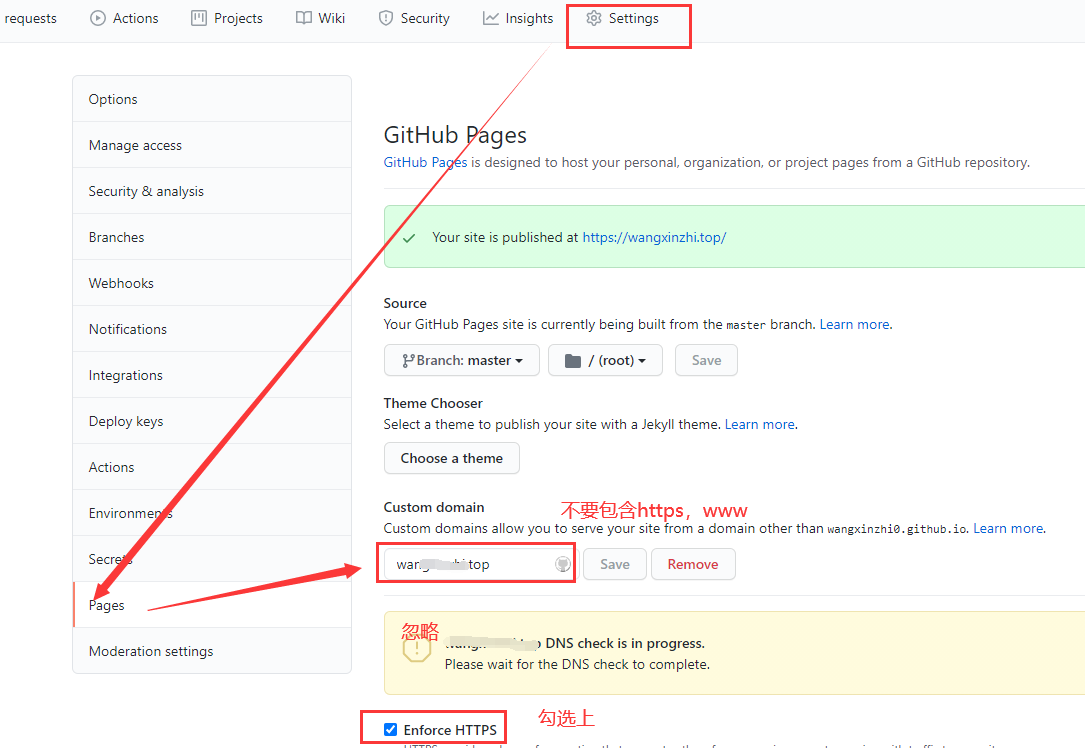 requests Actions Projects Wiki Security Insights Settings
Options
Manage access
Security & analysis
Branches
Webhooks
Notifications
Integrations
Deploy keys
Actions
Environments
Secrets
Pages
Moderation settings
GitHub Pages
GitHub Pages is designed to host your personal, organization, or project pages from a GitHub repository.
Your site is published at https://wangxinzhi.top/
Source
Your GitHub Pages site is currently being built from the master branch. Learn more.
Branch: master / (root) Save
Theme Chooser
Select a theme to publish your site with a Jekyll theme. Learn more.
Choose a theme
Custom domain 不要包含https，www
Custom domains allow you to serve your site from a domain other than wangxinzhi0.github.io. Learn more.
Save Remove
忽略
DNS check is in progress.
Please wait for the DNS check to complete.
Enforce HTTPS 勾选上